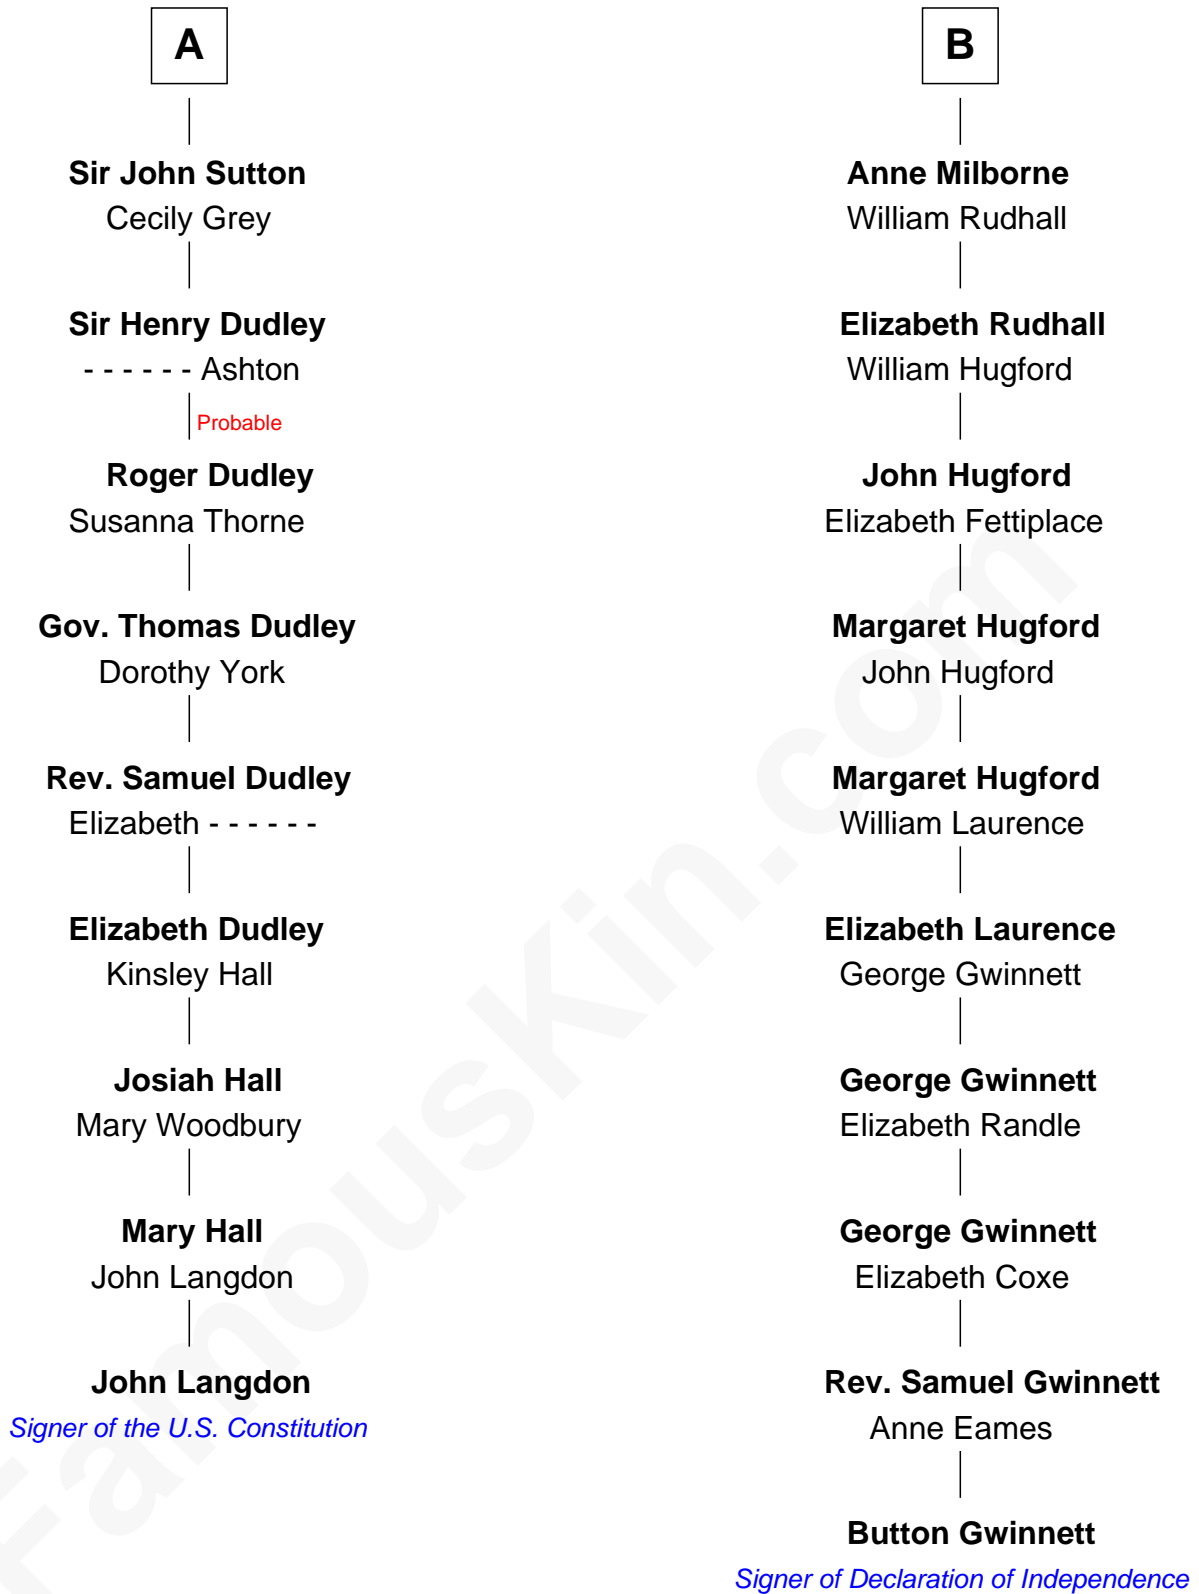 A
Sir John Sutton
Cecily Grey
Sir Henry Dudley
- - - - - - Ashton
Probable
Roger Dudley
Susanna Thorne
Gov. Thomas Dudley
Dorothy York
Rev. Samuel Dudley
Elizabeth - - - - - -
Elizabeth Dudley
Kinsley Hall
Josiah Hall
Mary Woodbury
Mary Hall
John Langdon
John Langdon
Signer of the U.S. Constitution
B
Anne Milborne
William Rudhall
Elizabeth Rudhall
William Hugford
John Hugford
Elizabeth Fettiplace
Margaret Hugford
John Hugford
Margaret Hugford
William Laurence
Elizabeth Laurence
George Gwinnett
George Gwinnett
Elizabeth Randle
George Gwinnett
Elizabeth Coxe
Rev. Samuel Gwinnett
Anne Eames
Button Gwinnett
Signer of Declaration of Independence
FamousKin.com